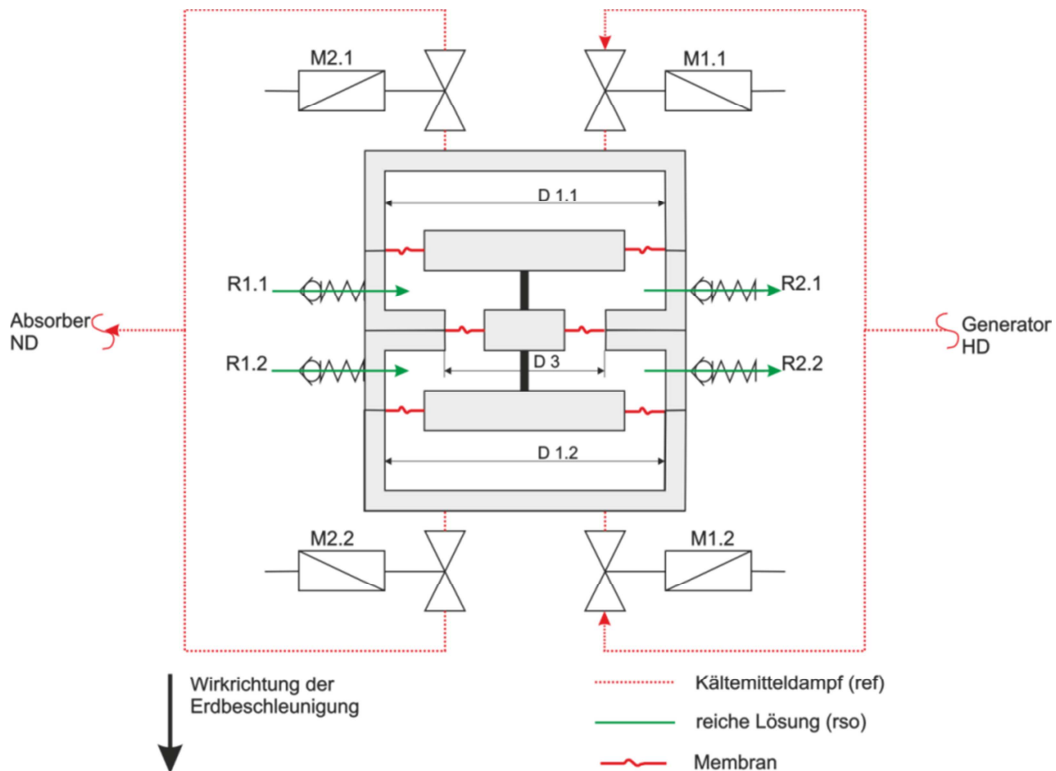 M2.1
M1.1
D 1.1
R1.1
R2.1
Absorber
ND
Generator
HD
R1.2
D 3
R2.2
D 1.2
M2.2
M1.2
Wirkrichtung der
Erdbeschleunigung
Kältemitteldampf (ref)
reiche Lösung (rso)
Membran